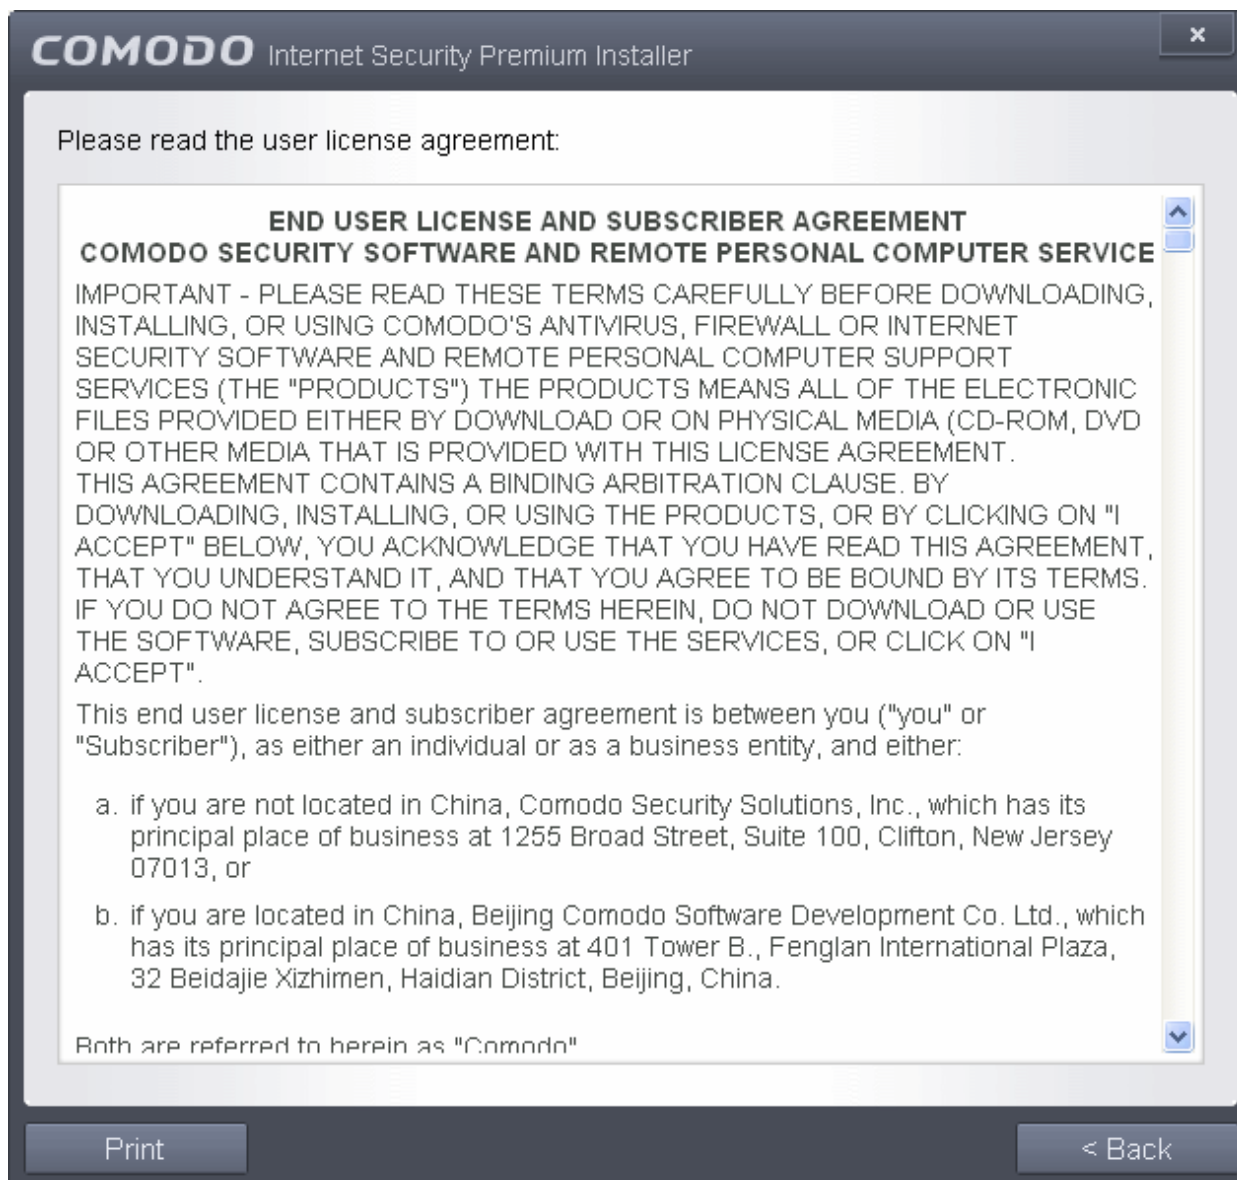 COMODO Internet Security Premium Installer
×
Please read the user license agreement:
END USER LICENSE AND SUBSCRIBER AGREEMENT
COMODO SECURITY SOFTWARE AND REMOTE PERSONAL COMPUTER SERVICE
IMPORTANT - PLEASE READ THESE TERMS CAREFULLY BEFORE DOWNLOADING,
INSTALLING, OR USING COMODO'S ANTIVIRUS, FIREWALL OR INTERNET
SECURITY SOFTWARE AND REMOTE PERSONAL COMPUTER SUPPORT
SERVICES (THE "PRODUCTS") THE PRODUCTS MEANS ALL OF THE ELECTRONIC
FILES PROVIDED EITHER BY DOWNLOAD OR ON PHYSICAL MEDIA (CD-ROM, DVD
OR OTHER MEDIA THAT IS PROVIDED WITH THIS LICENSE AGREEMENT.
THIS AGREEMENT CONTAINS A BINDING ARBITRATION CLAUSE. BY
DOWNLOADING, INSTALLING, OR USING THE PRODUCTS, OR BY CLICKING ON "I
ACCEPT" BELOW, YOU ACKNOWLEDGE THAT YOU HAVE READ THIS AGREEMENT,
THAT YOU UNDERSTAND IT, AND THAT YOU AGREE TO BE BOUND BY ITS TERMS.
IF YOU DO NOT AGREE TO THE TERMS HEREIN, DO NOT DOWNLOAD OR USE
THE SOFTWARE, SUBSCRIBE TO OR USE THE SERVICES, OR CLICK ON "I
ACCEPT".
This end user license and subscriber agreement is between you ("you" or
"Subscriber"), as either an individual or as a business entity, and either:
a. if you are not located in China, Comodo Security Solutions, Inc., which has its
principal place of business at 1255 Broad Street, Suite 100, Clifton, New Jersey
07013, or
b. if you are located in China, Beijing Comodo Software Development Co. Ltd., which
has its principal place of business at 401 Tower B., Fenglan International Plaza,
32 Beidajie Xizhimen, Haidian District, Beijing, China.
Both are referred to herein as "Comodo"
Print
< Back